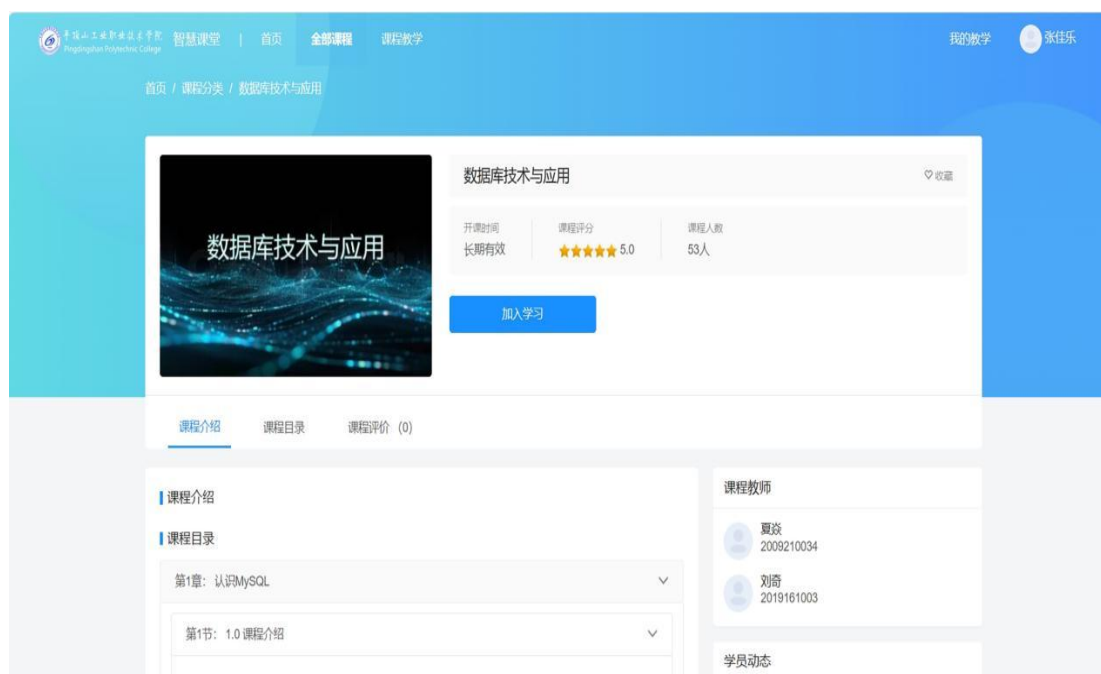 平顶山工业职业技术学院
Pingdingshan Polytechnic College
智慧课堂 | 首页 全部课程 课程教学 我的教学 张佳乐
首页 / 课程分类 / 数据库技术与应用
数据库技术与应用
数据库技术与应用 收藏
开课时间 课程评分 课程人数
长期有效 5.0 53人
加入学习
课程介绍 课程目录 课程评价 (0)
课程介绍
课程目录
第1章: 认识MySQL
第1节: 1.0 课程介绍
课程教师
夏焱
2009210034
刘奇
2019161003
学员动态